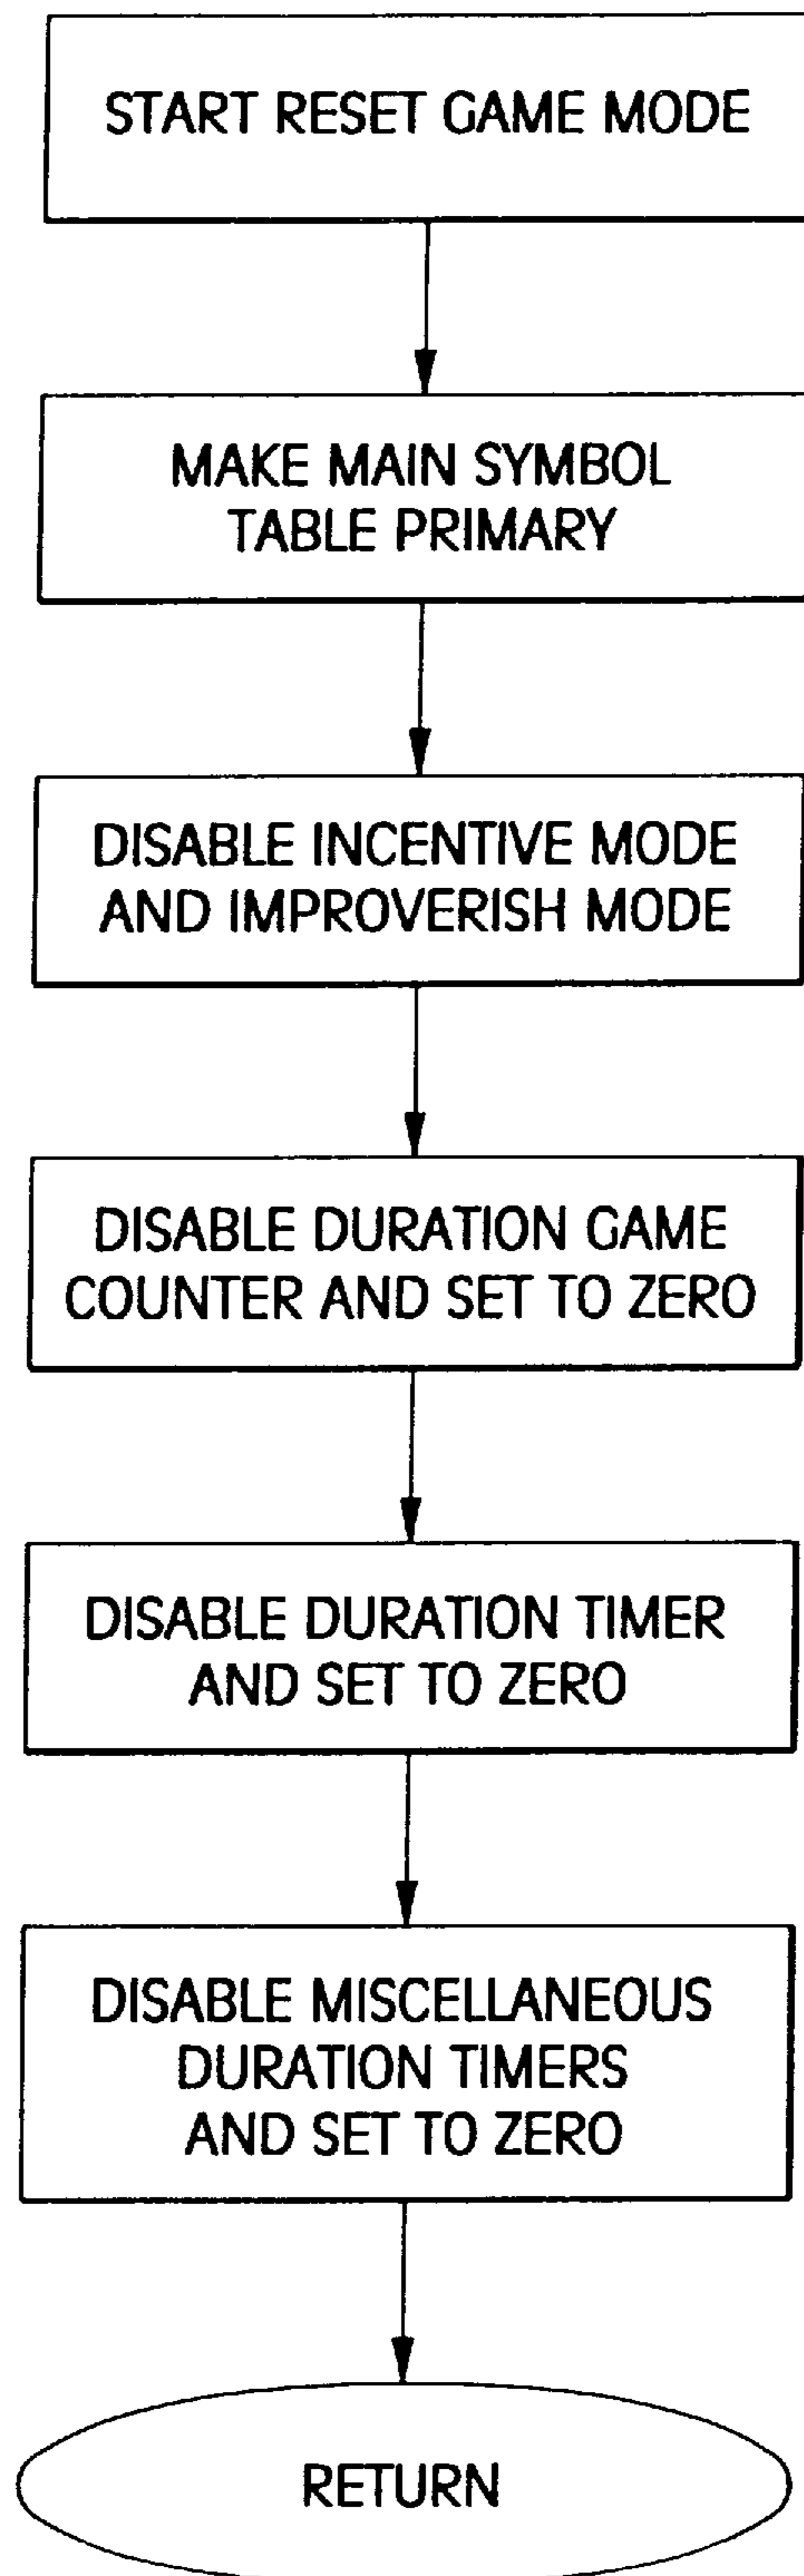 START RESET GAME MODE
MAKE MAIN SYMBOL
TABLE PRIMARY
DISABLE INCENTIVE MODE
AND IMPROVERISH MODE
DISABLE DURATION GAME
COUNTER AND SET TO ZERO
DISABLE DURATION TIMER
AND SET TO ZERO
DISABLE MISCELLANEOUS
DURATION TIMERS
AND SET TO ZERO
RETURN